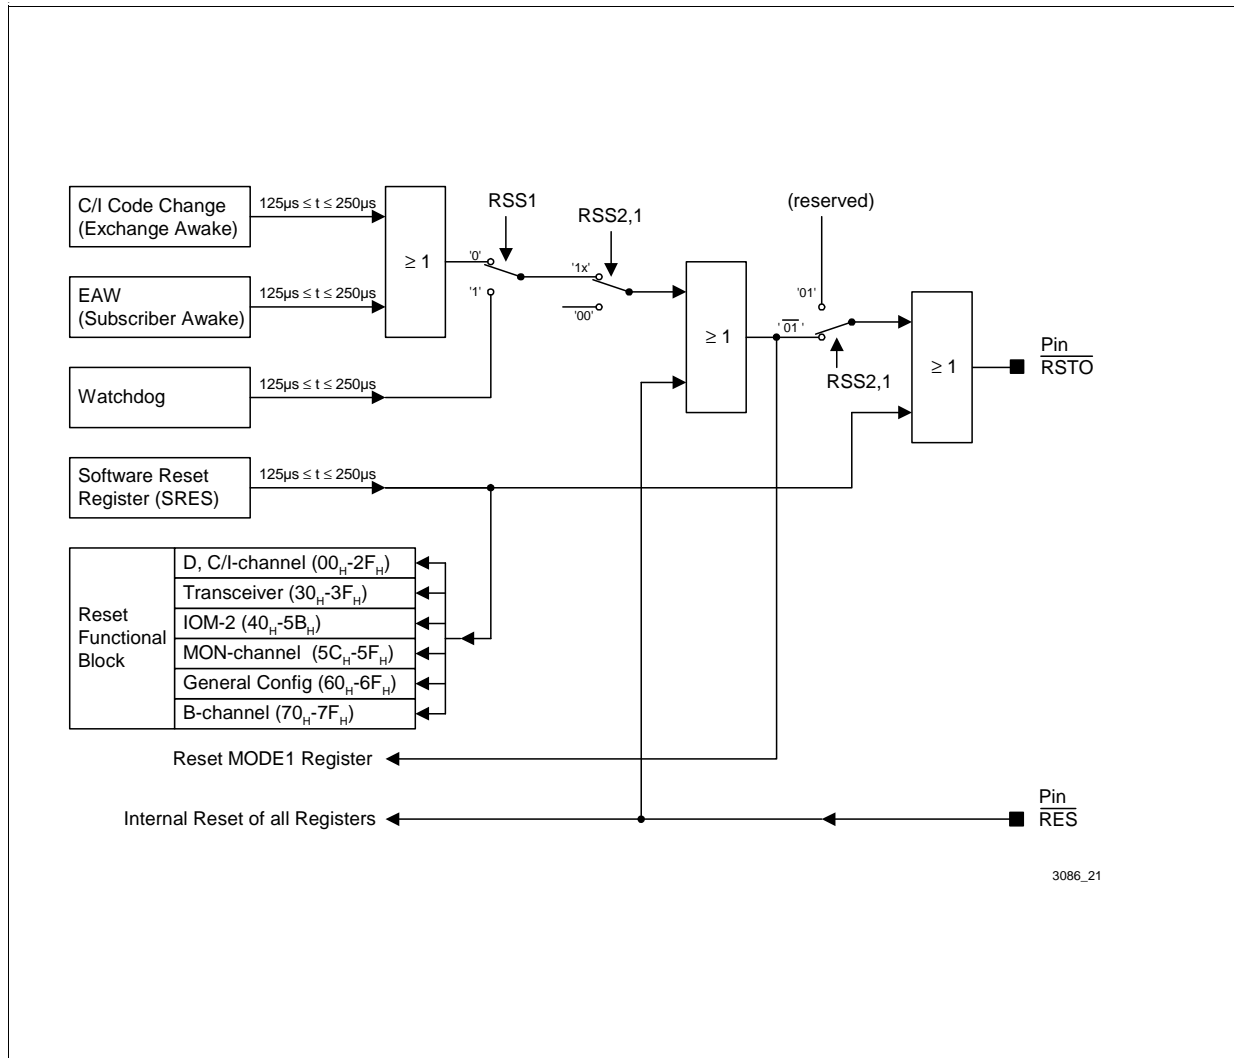 C/I Code Change
(Exchange Awake)
125µs ≤ t ≤ 250µs
≥ 1
RSS1
'0'
'1'
RSS2,1
'1x'
'00'
(reserved)
'01'
'01'
RSS2,1
≥ 1
≥ 1
Pin
RSTO
EAW
(Subscriber Awake)
125µs ≤ t ≤ 250µs
Watchdog
125µs ≤ t ≤ 250µs
Software Reset
Register (SRES)
125µs ≤ t ≤ 250µs
Reset
Functional
Block
D, C/I-channel (00H-2FH)
Transceiver (30H-3FH)
IOM-2 (40H-5BH)
MON-channel (5CH-5FH)
General Config (60H-6FH)
B-channel (70H-7FH)
Reset MODE1 Register
Internal Reset of all Registers
Pin
RES
3086_21